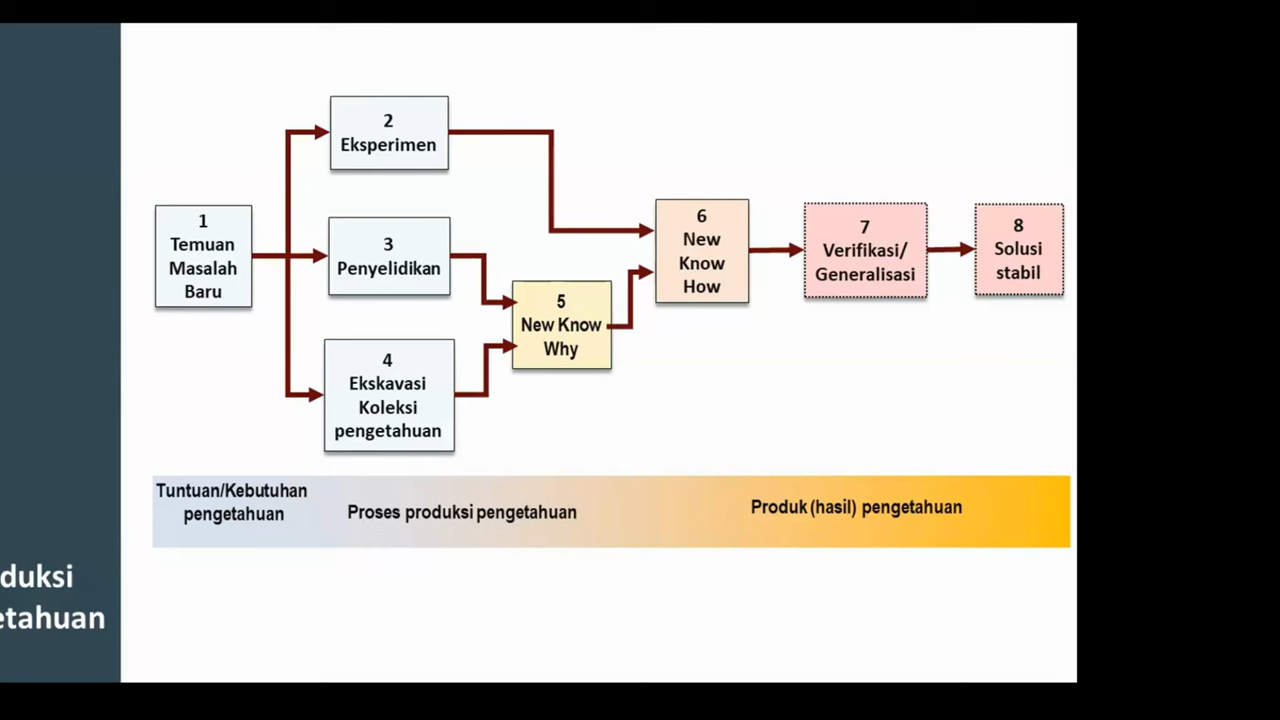 2
Eksperimen
1
Temuan
Masalah
Baru
3
Penyelidikan
4
Ekskavasi
Koleksi
pengetahuan
5
New Know
Why
6
New
Know
How
7
Verifikasi/
Generalisasi
8
Solusi
stabil
Tuntuan/Kebutuhan
pengetahuan
Proses produksi pengetahuan
Produk (hasil) pengetahuan
duksi
etahuan